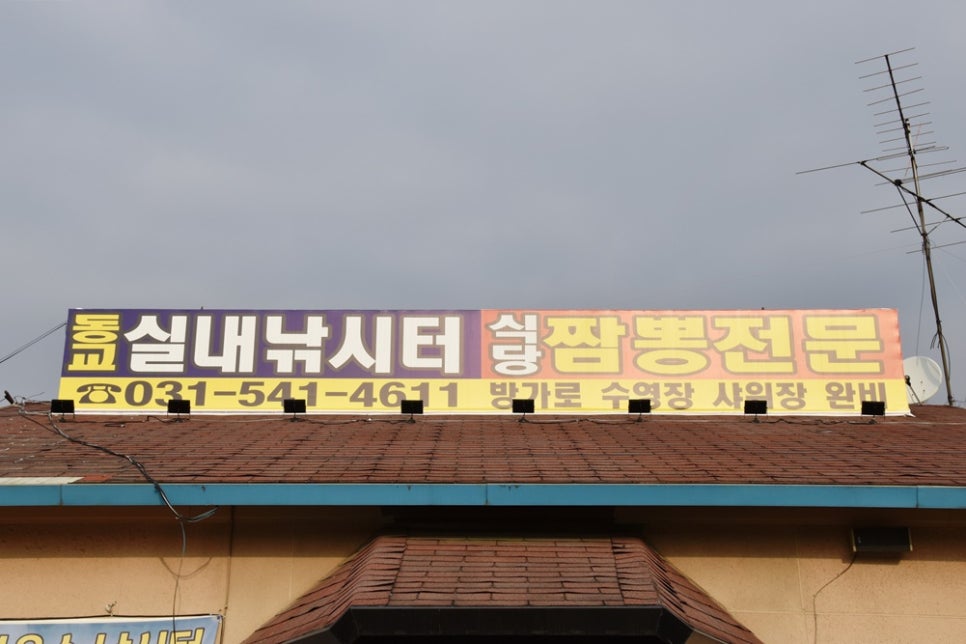 동교 실내낚시터 식당 짬뽕전문
☎031-541-4611 방가로 수영장 샤워장 완비